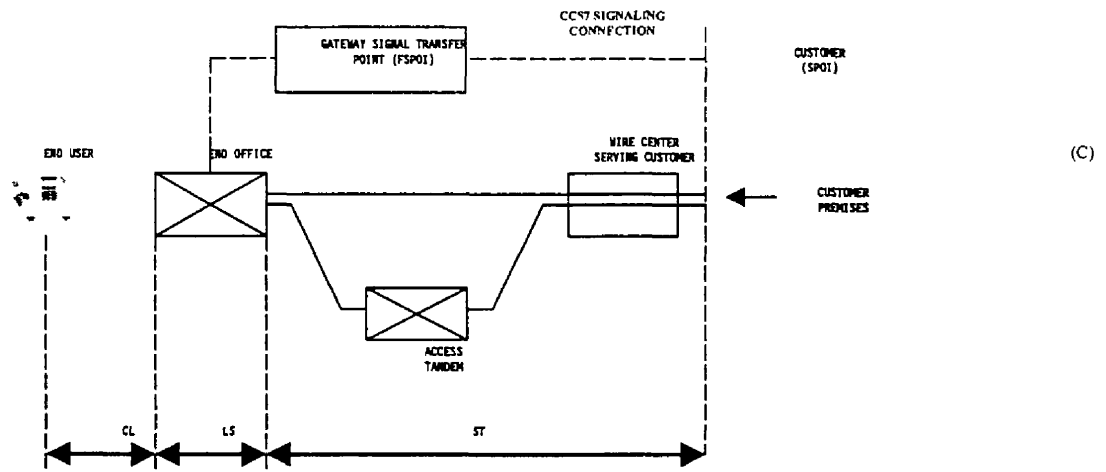 CCS7 SIGNALING
CONNECTION
GATEWAY SIGNAL TRANSFER
POINT (FSPOI)
CUSTOMER
(SPOI)
END USER
END OFFICE
WIRE CENTER
SERVING CUSTOMER
(C)
CUSTOMER
PREMISES
ACCESS
TANDEM
CL
LS
ST